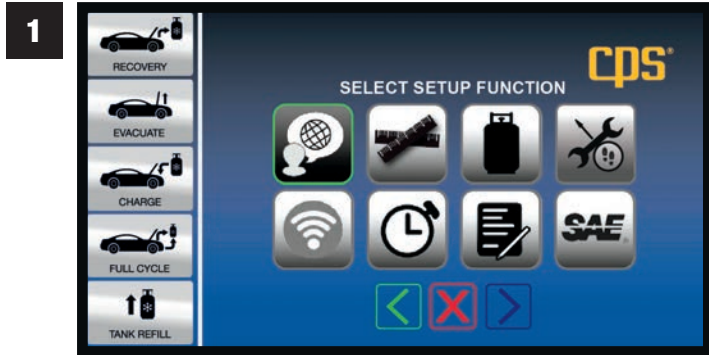 1
RECOVERY
EVACUATE
CHARGE
FULL CYCLE
TANK REFILL
cps®
SELECT SETUP FUNCTION
SAE